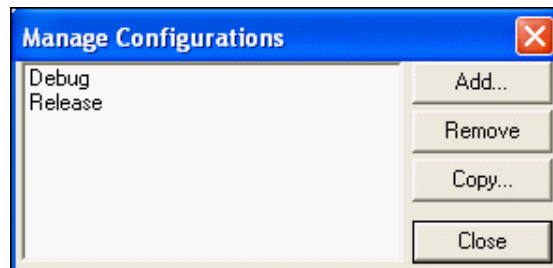 Manage Configurations
Debug
Release
Add...
Remove
Copy...
Close